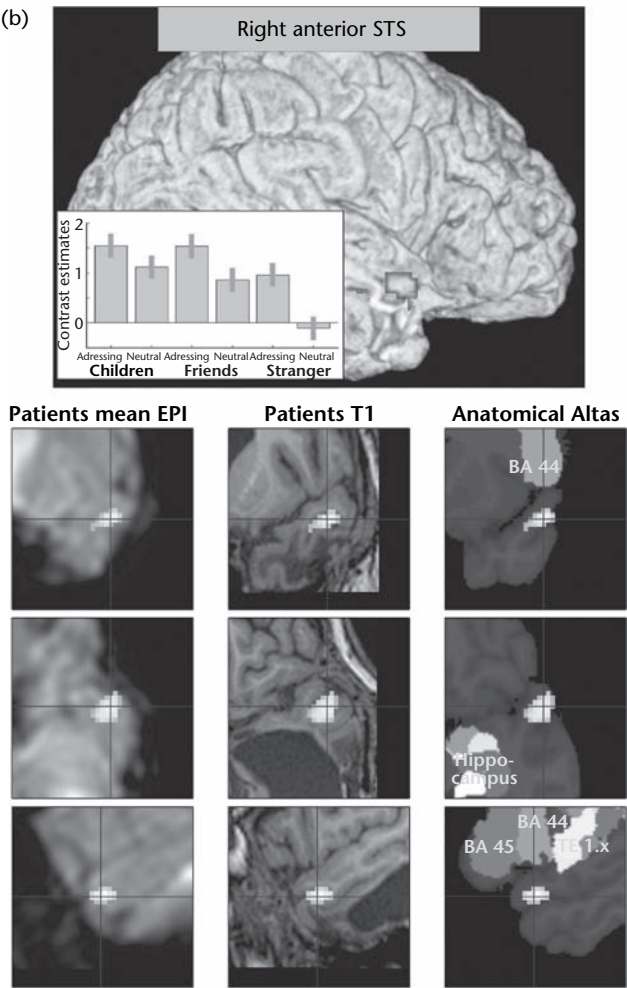 (b)
Right anterior STS
2
1
0
Contrast estimates
Adressing Neutral Adressing Neutral Adressing Neutral
Children Friends Stranger
Patients mean EPI Patients T1 Anatomical Altas
BA 44
Hippo-
campus
BA 44
BA 45 TE 1.x